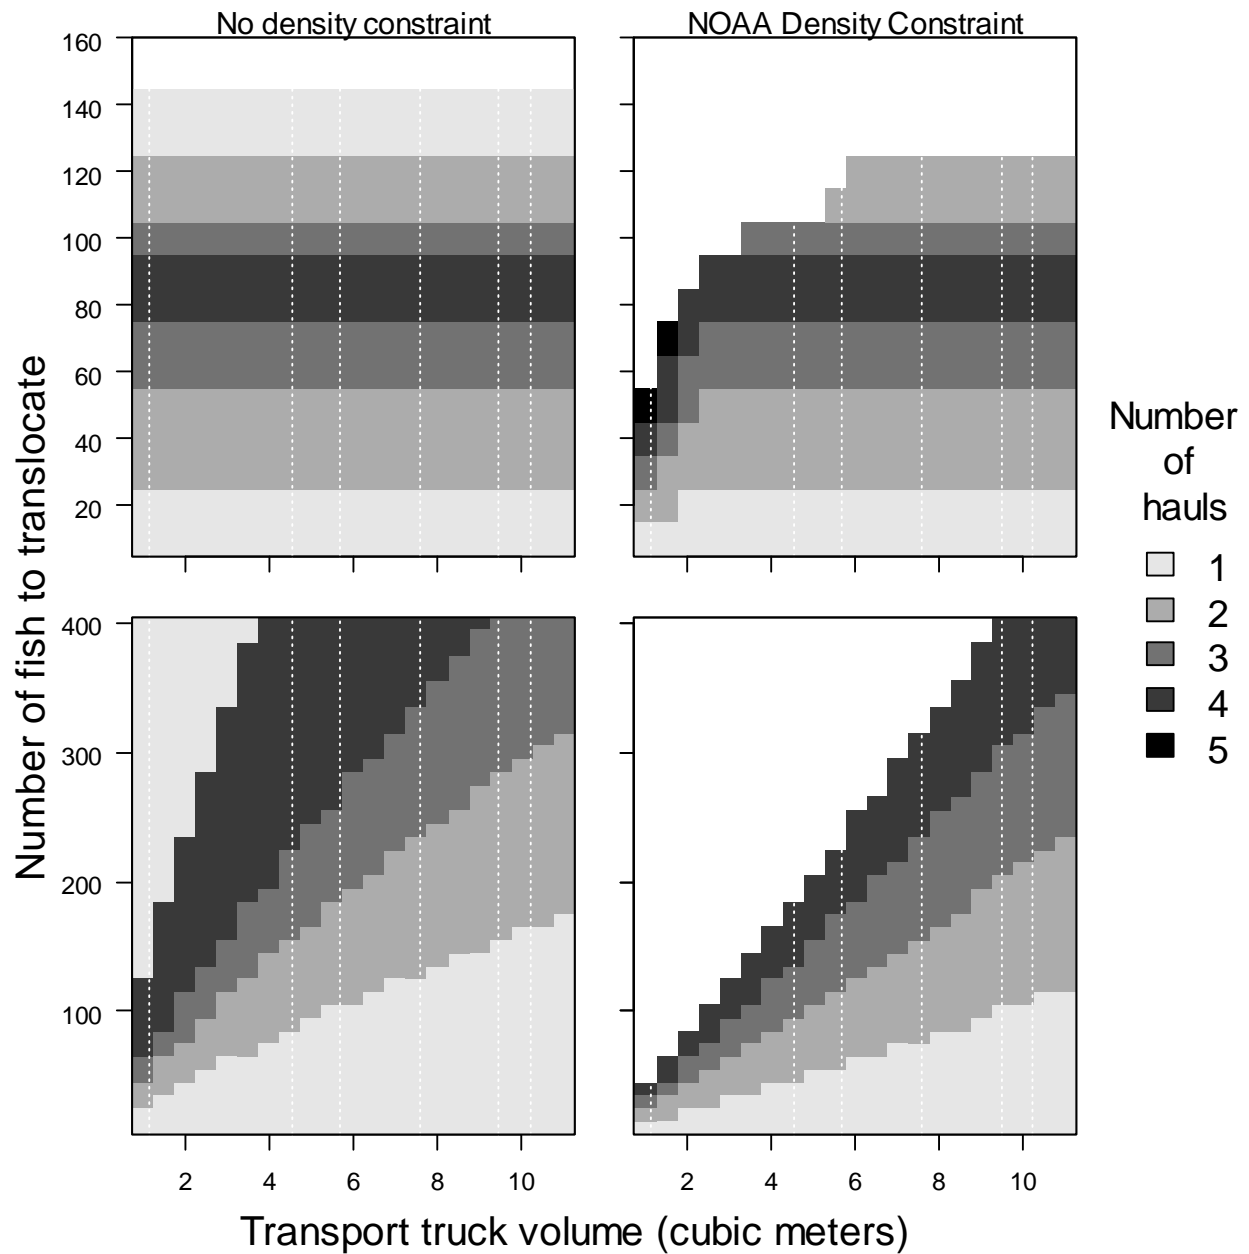 No density constraint
NOAA Density Constraint
160
140
120
100
80
60
40
20
400
300
200
100
Number of fish to translocate
2 4 6 8 10
2 4 6 8 10
Transport truck volume (cubic meters)
Number
of
hauls
1
2
3
4
5